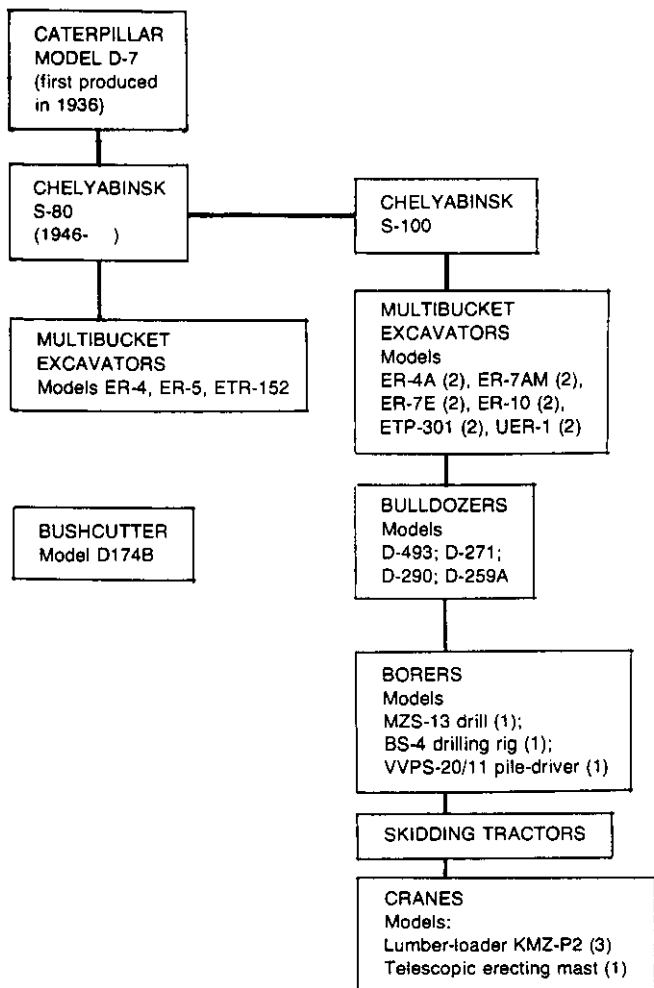 CATERPILLAR
MODEL D-7
(first produced
in 1936)
CHELYABINSK
S-80
(1946-    )
CHELYABINSK
S-100
MULTIBUCKET
EXCAVATORS
Models ER-4, ER-5, ETR-152
MULTIBUCKET
EXCAVATORS
Models
ER-4A (2), ER-7AM (2),
ER-7E (2), ER-10 (2),
ETP-301 (2), UER-1 (2)
BUSHCUTTER
Model D174B
BULLDOZERS
Models
D-493; D-271;
D-290; D-259A
BORERS
Models
MZS-13 drill (1);
BS-4 drilling rig (1);
VVPS-20/11 pile-driver (1)
SKIDDING TRACTORS
CRANES
Models:
Lumber-loader KMZ-P2 (3)
Telescopic erecting mast (1)